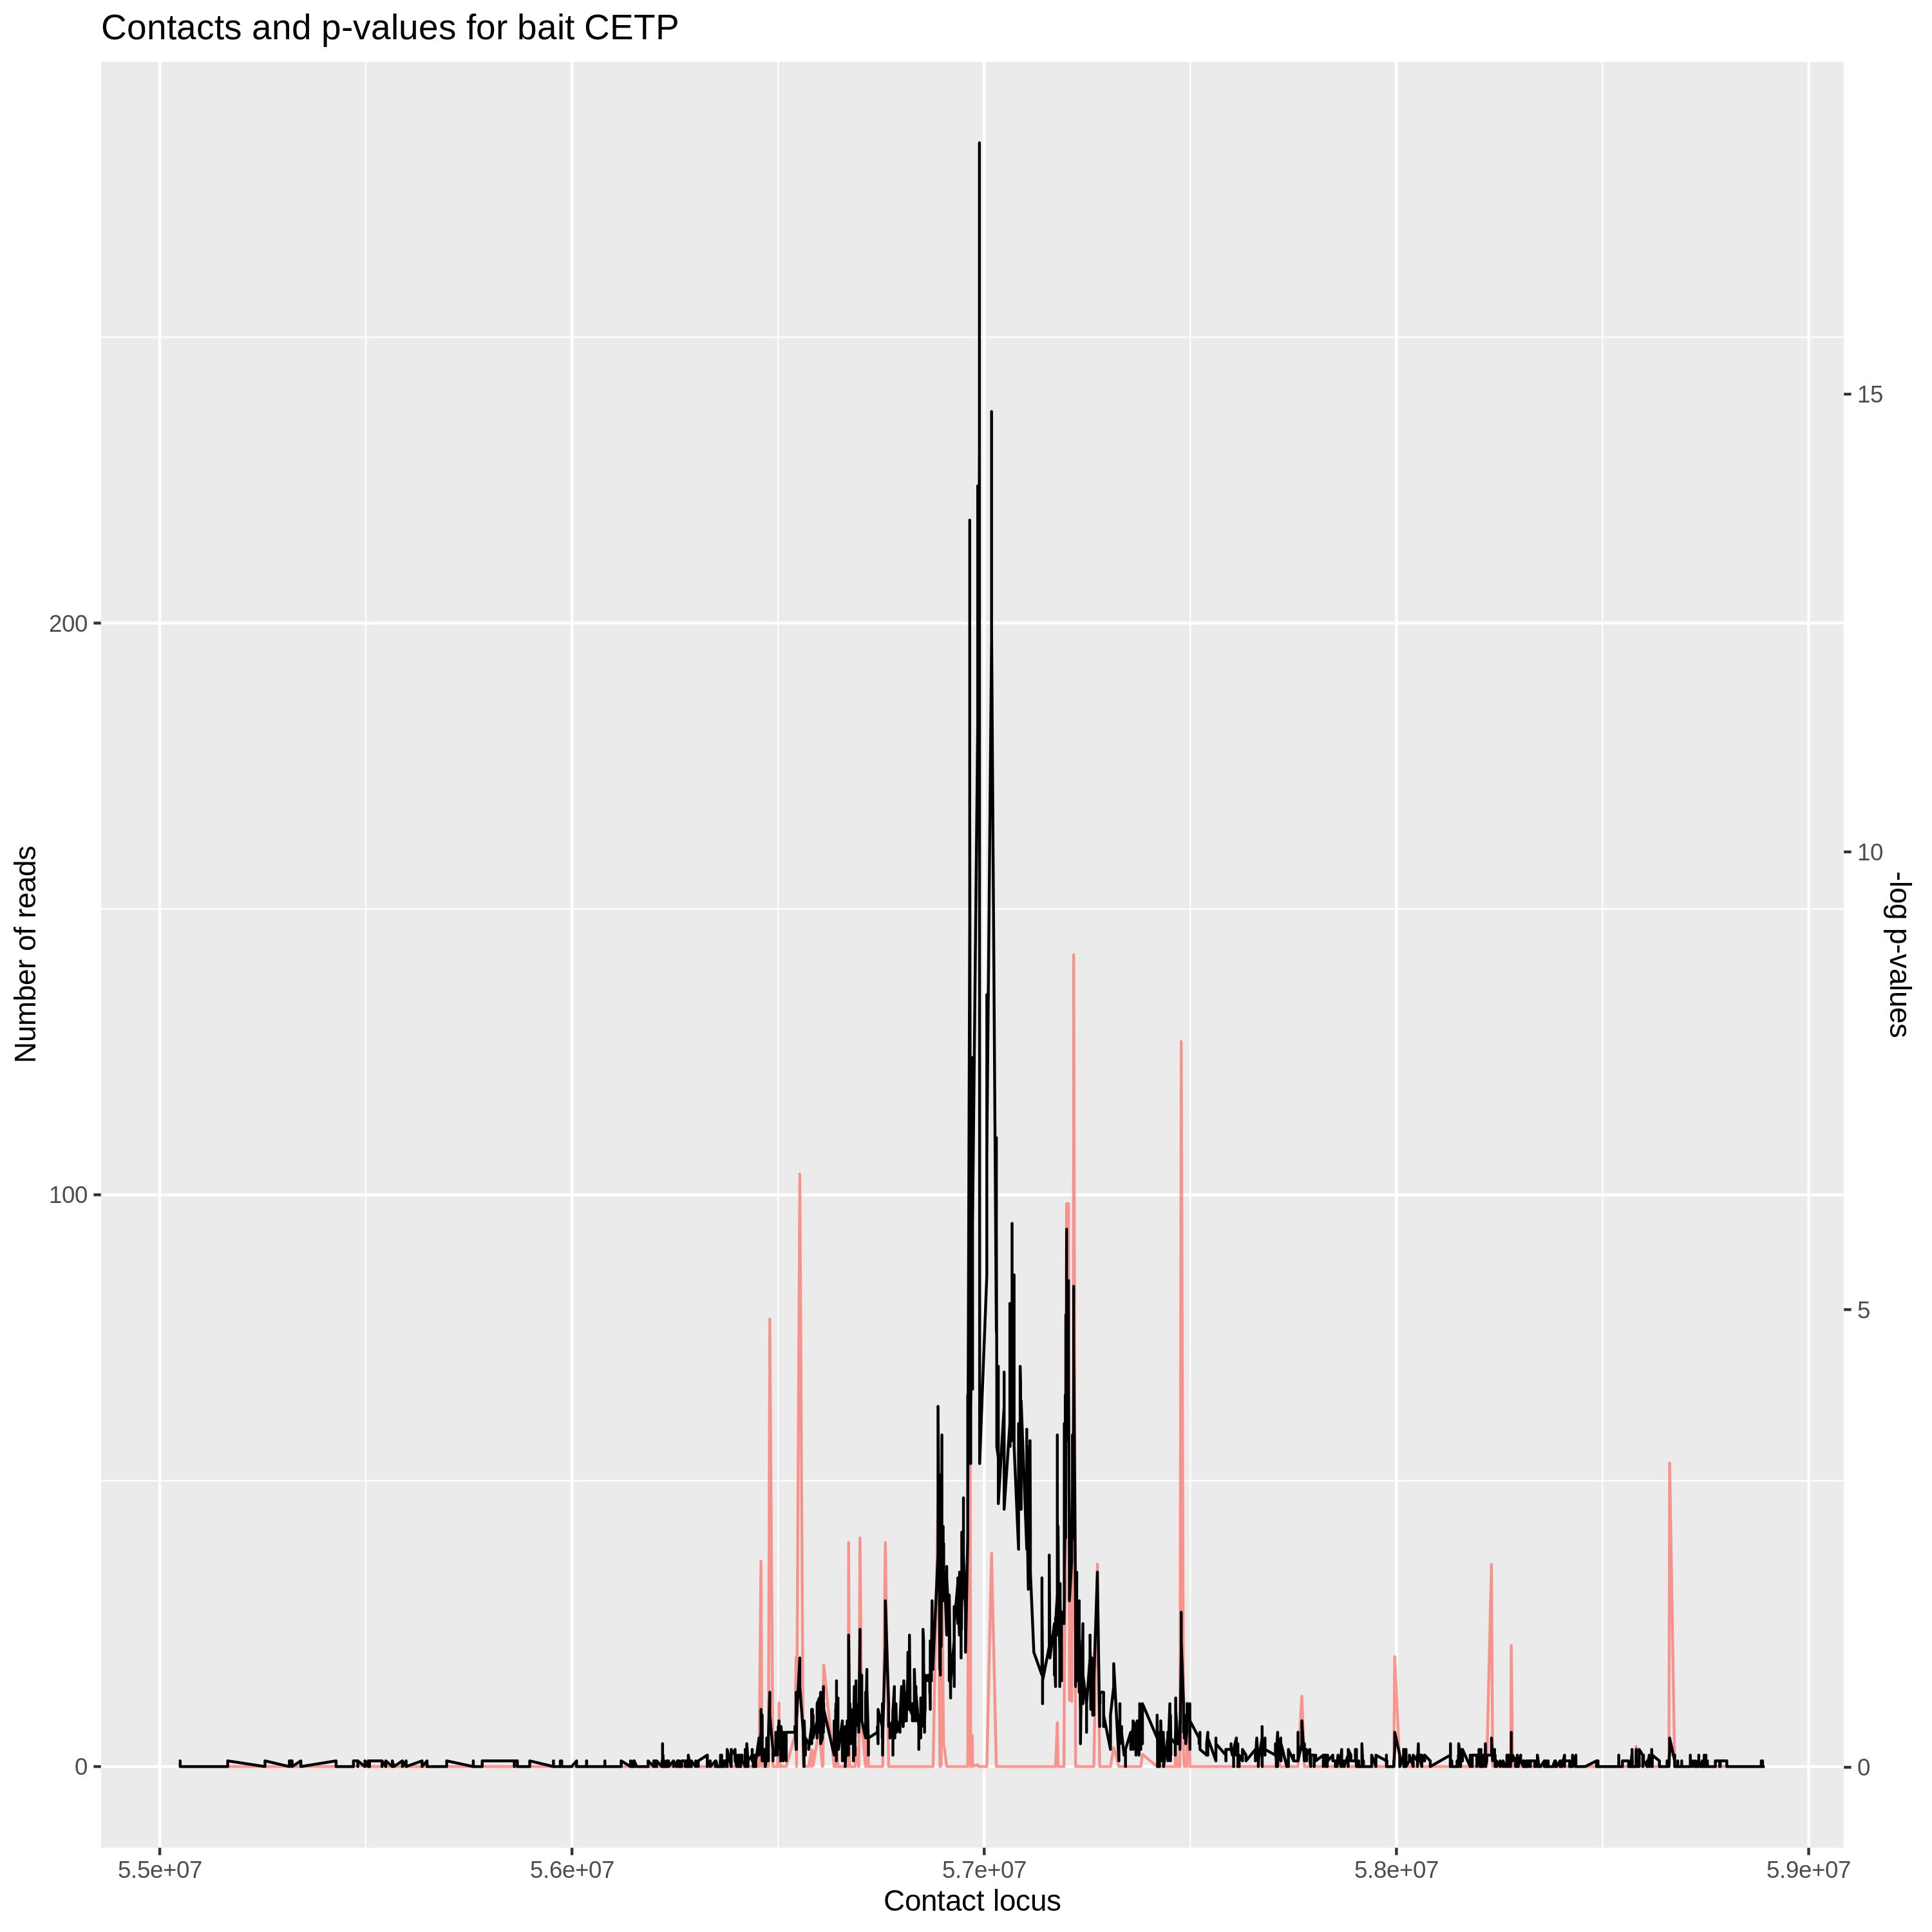 Contacts and p-values for bait CETP
Number of reads
200
100
0
15
10
5
0
-log p-values
5.5e+07
5.6e+07
5.7e+07
5.8e+07
5.9e+07
Contact locus